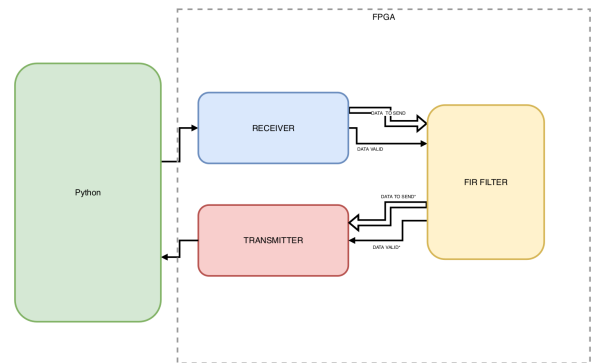 FPGA
RECEIVER
DATA TO SEND
DATA VALID
Python
FIR FILTER
DATA TO SEND*
TRANSMITTER
DATA VALID*